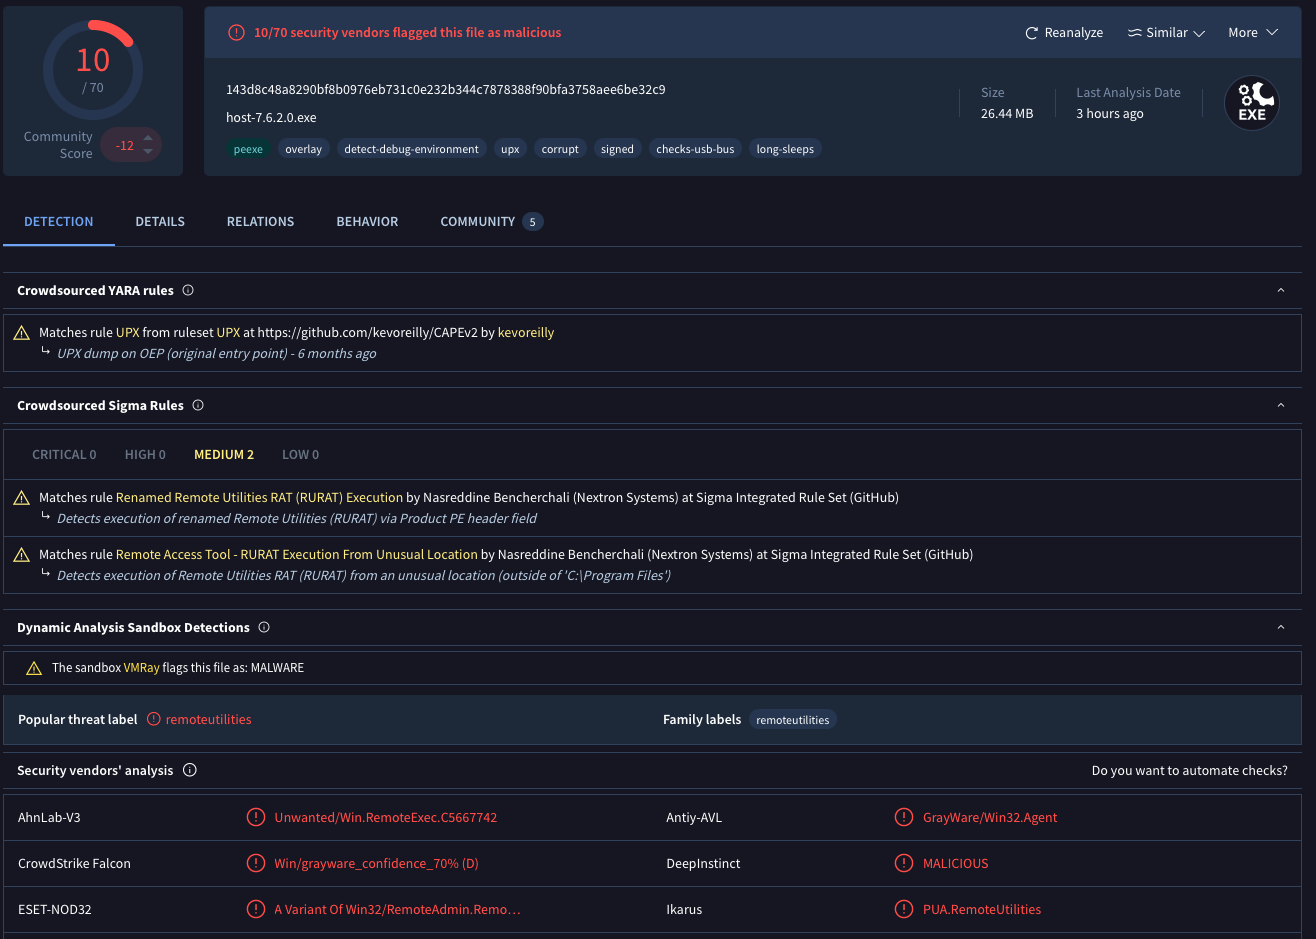 10
/ 70
Community
Score
-12
10/70 security vendors flagged this file as malicious
Reanalyze
Similar
More
143d8c48a8290bf8b0976eb731c0e232b344c7878388f90bfa3758aee6be32c9
host-7.6.2.0.exe
Size
26.44 MB
Last Analysis Date
3 hours ago
EXE
peexe overlay detect-debug-environment upx corrupt signed checks-usb-bus long-sleeps
DETECTION DETAILS RELATIONS BEHAVIOR COMMUNITY 5
Crowdsourced YARA rules
Matches rule UPX from ruleset UPX at https://github.com/kevoreilly/CAPEv2 by kevoreilly
UPX dump on OEP (original entry point) - 6 months ago
Crowdsourced Sigma Rules
CRITICAL 0 HIGH 0 MEDIUM 2 LOW 0
Matches rule Renamed Remote Utilities RAT (RURAT) Execution by Nasreddine Bencherchali (Nextron Systems) at Sigma Integrated Rule Set (GitHub)
Detects execution of renamed Remote Utilities (RURAT) via Product PE header field
Matches rule Remote Access Tool - RURAT Execution From Unusual Location by Nasreddine Bencherchali (Nextron Systems) at Sigma Integrated Rule Set (GitHub)
Detects execution of Remote Utilities RAT (RURAT) from an unusual location (outside of 'C:\Program Files')
Dynamic Analysis Sandbox Detections
The sandbox VMRay flags this file as: MALWARE
Popular threat label remoteutilities Family labels remoteutilities
Security vendors' analysis Do you want to automate checks?
AhnLab-V3 Unwanted/Win.RemoteExec.C5667742 Antiy-AVL GrayWare/Win32.Agent
CrowdStrike Falcon Win/grayware_confidence_70% (D) DeepInstinct MALICIOUS
ESET-NOD32 A Variant Of Win32/RemoteAdmin.Remo… Ikarus PUA.RemoteUtilities